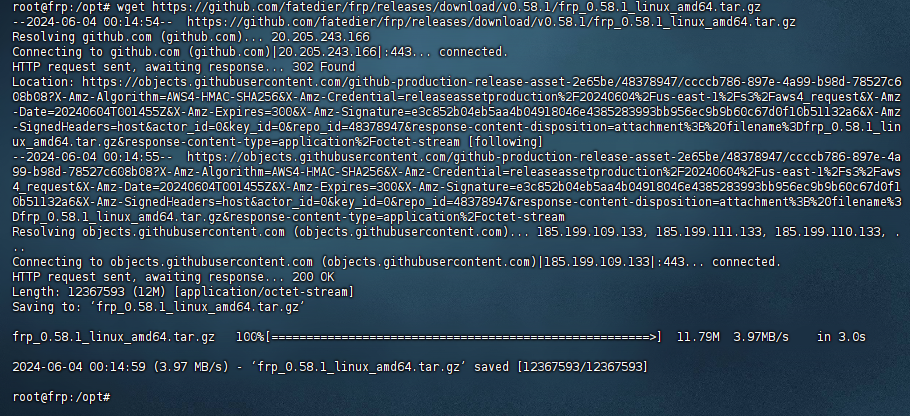 root@frp:/opt# wget https://github.com/fatedier/frp/releases/download/v0.58.1/frp_0.58.1_linux_amd64.tar.gz
--2024-06-04 00:14:54--  https://github.com/fatedier/frp/releases/download/v0.58.1/frp_0.58.1_linux_amd64.tar.gz
Resolving github.com (github.com)... 20.205.243.166
Connecting to github.com (github.com)|20.205.243.166|:443... connected.
HTTP request sent, awaiting response... 302 Found
Location: https://objects.githubusercontent.com/github-production-release-asset-2e65be/48378947/ccccb786-897e-4a99-b98d-78527c6
08b08?X-Amz-Algorithm=AWS4-HMAC-SHA256&X-Amz-Credential=releaseassetproduction%2F20240604%2Fus-east-1%2Fs3%2Faws4_request&X-Amz
-Date=20240604T001455Z&X-Amz-Expires=300&X-Amz-Signature=e3c852b04eb5aa4b04918046e4385283993bb956ec9b9b60c67d0f10b51132a6&X-Amz
-SignedHeaders=host&actor_id=0&key_id=0&repo_id=48378947&response-content-disposition=attachment%3B%20filename%3Dfrp_0.58.1_lin
ux_amd64.tar.gz&response-content-type=application%2Foctet-stream [following]
--2024-06-04 00:14:55--  https://objects.githubusercontent.com/github-production-release-asset-2e65be/48378947/ccccb786-897e-4a
99-b98d-78527c608b08?X-Amz-Algorithm=AWS4-HMAC-SHA256&X-Amz-Credential=releaseassetproduction%2F20240604%2Fus-east-1%2Fs3%2Faws
4_request&X-Amz-Date=20240604T001455Z&X-Amz-Expires=300&X-Amz-Signature=e3c852b04eb5aa4b04918046e4385283993bb956ec9b9b60c67d0f1
0b51132a6&X-Amz-SignedHeaders=host&actor_id=0&key_id=0&repo_id=48378947&response-content-disposition=attachment%3B%20filename%3
Dfrp_0.58.1_linux_amd64.tar.gz&response-content-type=application%2Foctet-stream
Resolving objects.githubusercontent.com (objects.githubusercontent.com)... 185.199.109.133, 185.199.111.133, 185.199.110.133, .
..
Connecting to objects.githubusercontent.com (objects.githubusercontent.com)|185.199.109.133|:443... connected.
HTTP request sent, awaiting response... 200 OK
Length: 12367593 (12M) [application/octet-stream]
Saving to: ‘frp_0.58.1_linux_amd64.tar.gz’
frp_0.58.1_linux_amd64.tar.gz   100%[======================================================>]  11.79M  3.97MB/s    in 3.0s
2024-06-04 00:14:59 (3.97 MB/s) - ‘frp_0.58.1_linux_amd64.tar.gz’ saved [12367593/12367593]
root@frp:/opt#